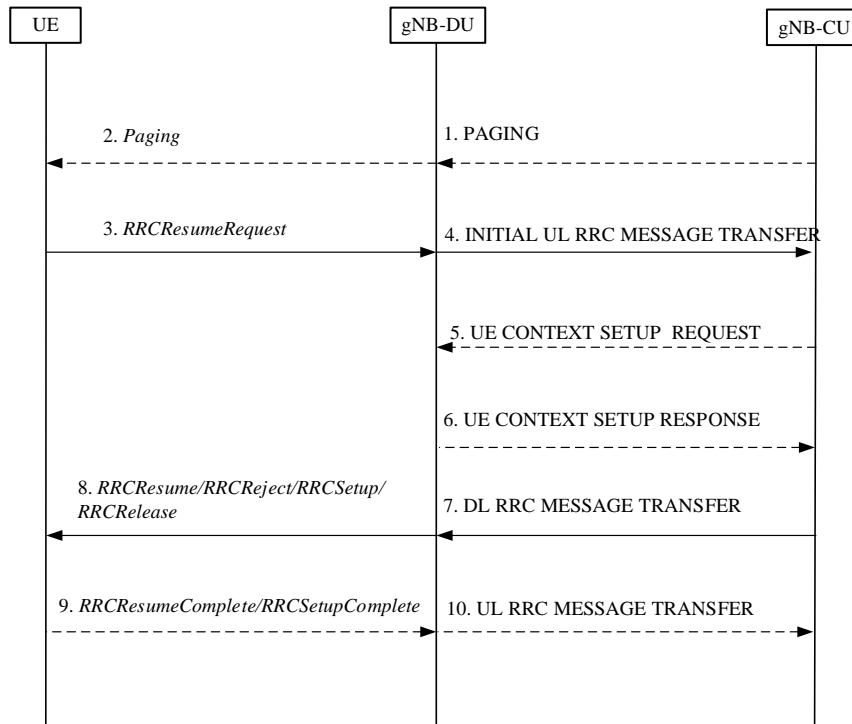 UE
gNB-DU
gNB-CU
2. Paging
1. PAGING
3. RRCResumeRequest
4. INITIAL UL RRC MESSAGE TRANSFER
5. UE CONTEXT SETUP REQUEST
6. UE CONTEXT SETUP RESPONSE
8. RRCResume/RRCReject/RRCSetup/
RRCRelease
7. DL RRC MESSAGE TRANSFER
9. RRCResumeComplete/RRCSetupComplete
10. UL RRC MESSAGE TRANSFER